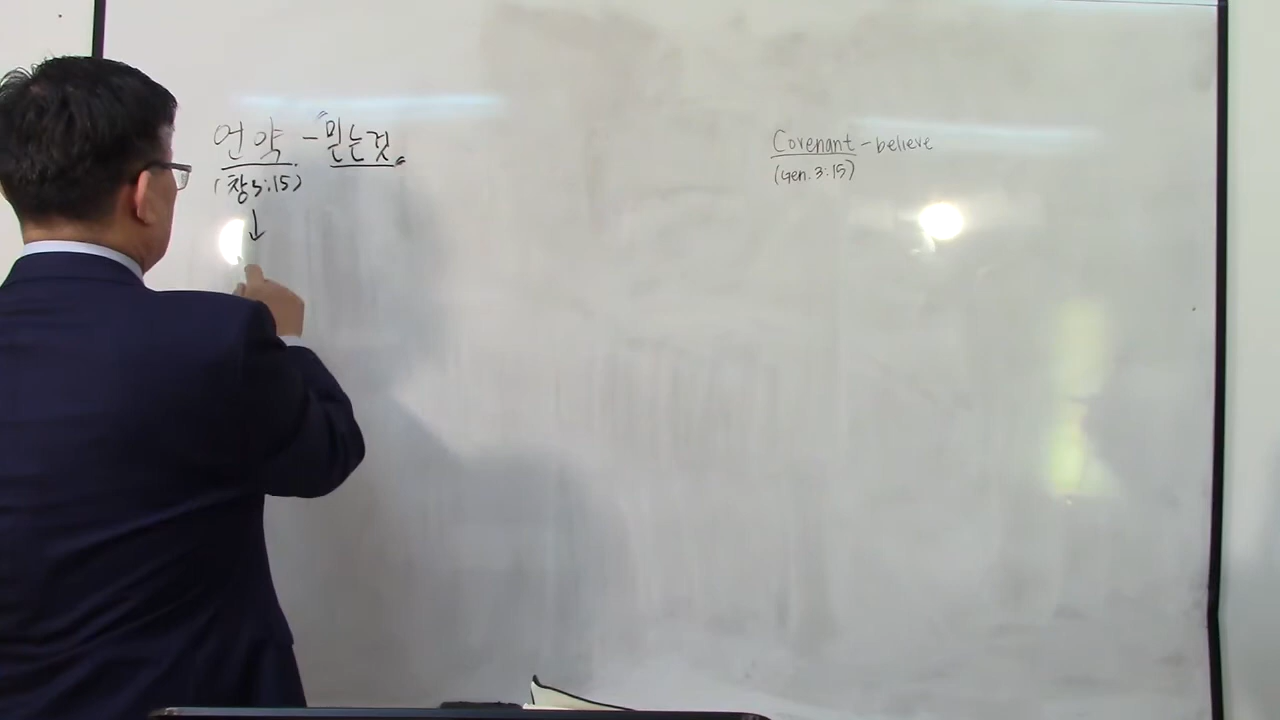 언약 - "믿는것"
(창3:15)
↓
Covenant - believe
(Gen. 3:15)